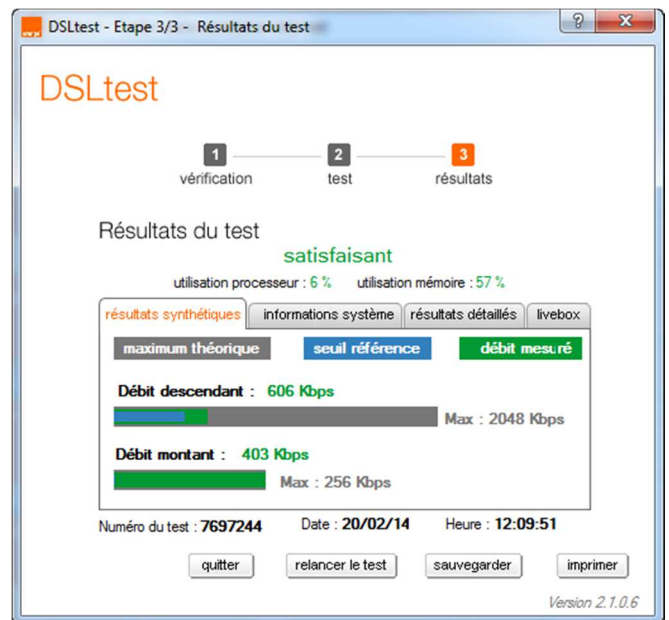 DSLtest - Etape 3/3 - Résultats du test
DSLtest
1 2 3
vérification test résultats
Résultats du test
satisfaisant
utilisation processeur : 6 % utilisation mémoire : 57 %
résultats synthétiques informations système résultats détaillés livebox
maximum théorique seuil référence débit mesuré
Débit descendant : 606 Kbps
Max : 2048 Kbps
Débit montant : 403 Kbps
Max : 256 Kbps
Numéro du test : 7697244 Date : 20/02/14 Heure : 12:09:51
quitter relancer le test sauvegarder imprimer
Version 2.1.0.6